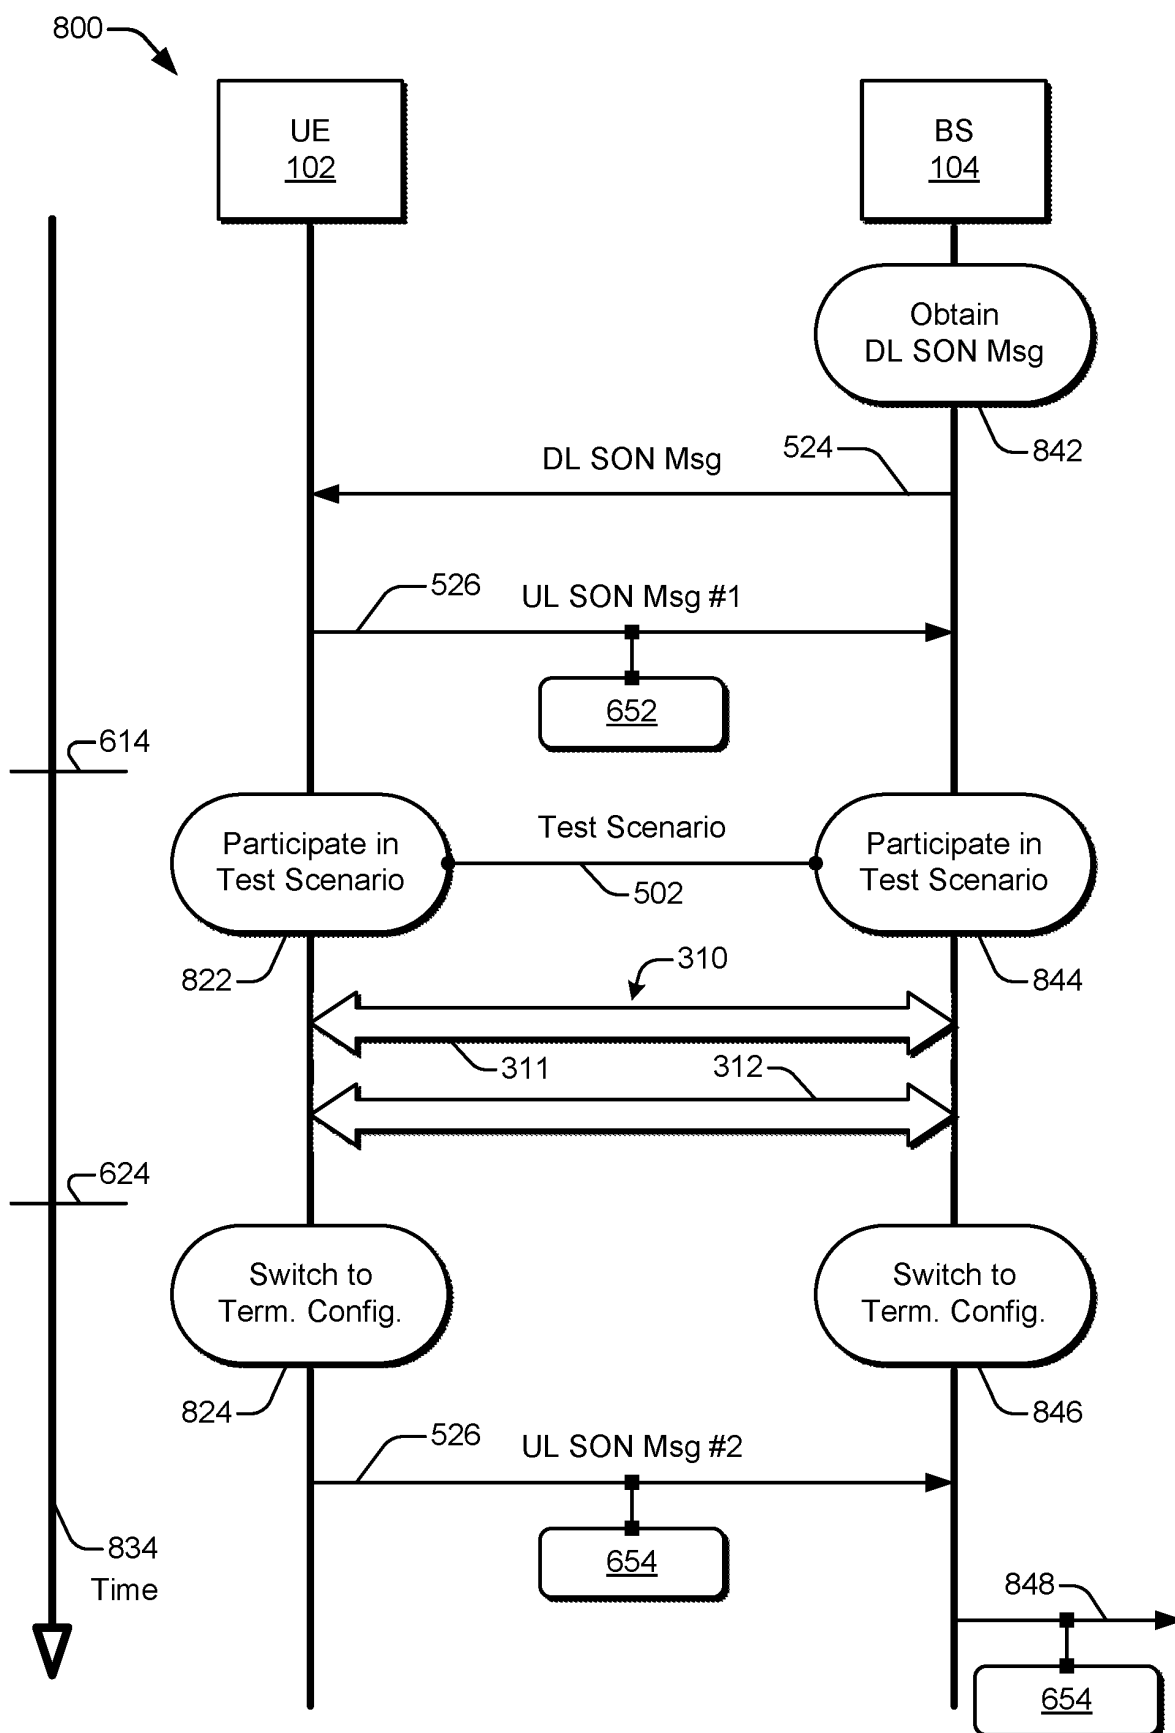 800
UE
102
BS
104
Obtain
DL SON Msg
842
DL SON Msg
524
526
UL SON Msg #1
652
614
Participate in
Test Scenario
822
Test Scenario
502
Participate in
Test Scenario
844
310
311
312
624
Switch to
Term. Config.
824
Switch to
Term. Config.
846
526
UL SON Msg #2
654
834
Time
848
654